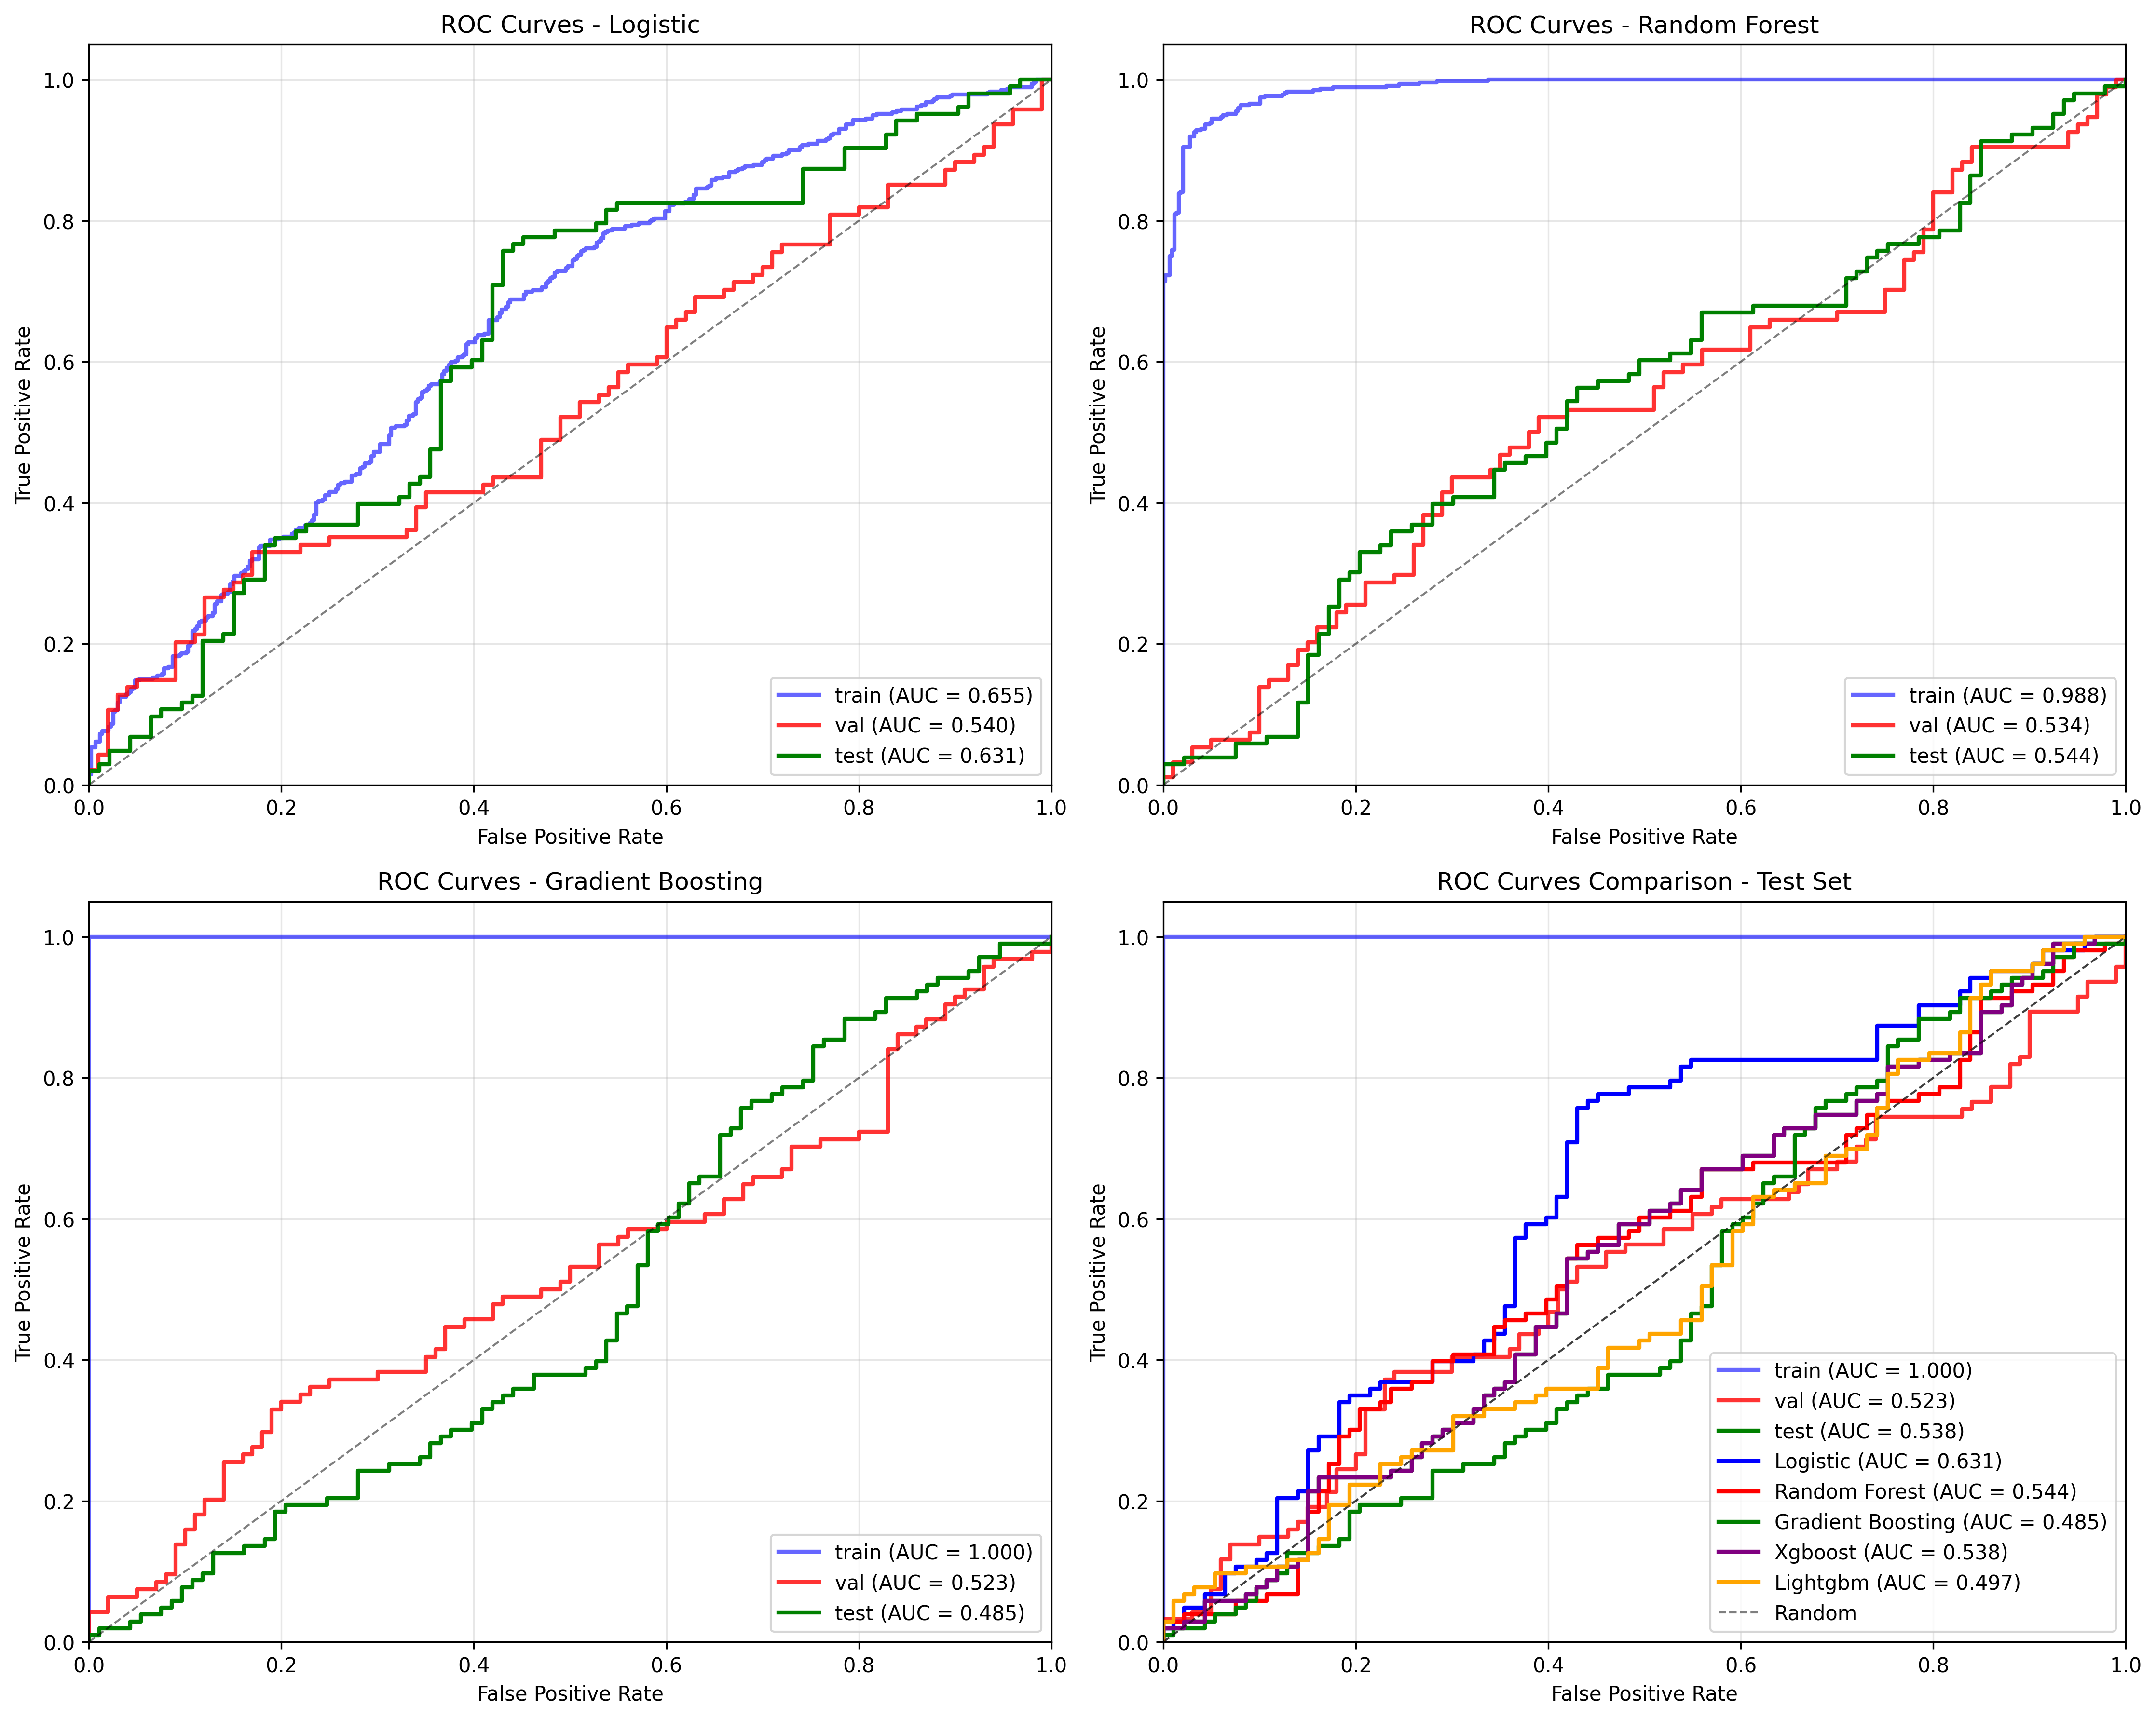 ROC Curves - Logistic
True Positive Rate
1.0
0.8
0.6
0.4
0.2
0.0
train (AUC = 0.655)
val (AUC = 0.540)
test (AUC = 0.631)
0.0 0.2 0.4 0.6 0.8 1.0
False Positive Rate
ROC Curves - Random Forest
True Positive Rate
1.0
0.8
0.6
0.4
0.2
0.0
train (AUC = 0.988)
val (AUC = 0.534)
test (AUC = 0.544)
0.0 0.2 0.4 0.6 0.8 1.0
False Positive Rate
ROC Curves - Gradient Boosting
True Positive Rate
1.0
0.8
0.6
0.4
0.2
0.0
train (AUC = 1.000)
val (AUC = 0.523)
test (AUC = 0.485)
0.0 0.2 0.4 0.6 0.8 1.0
False Positive Rate
ROC Curves Comparison - Test Set
True Positive Rate
1.0
0.8
0.6
0.4
0.2
0.0
train (AUC = 1.000)
val (AUC = 0.523)
test (AUC = 0.538)
Logistic (AUC = 0.631)
Random Forest (AUC = 0.544)
Gradient Boosting (AUC = 0.485)
Xgboost (AUC = 0.538)
Lightgbm (AUC = 0.497)
Random
0.0 0.2 0.4 0.6 0.8 1.0
False Positive Rate